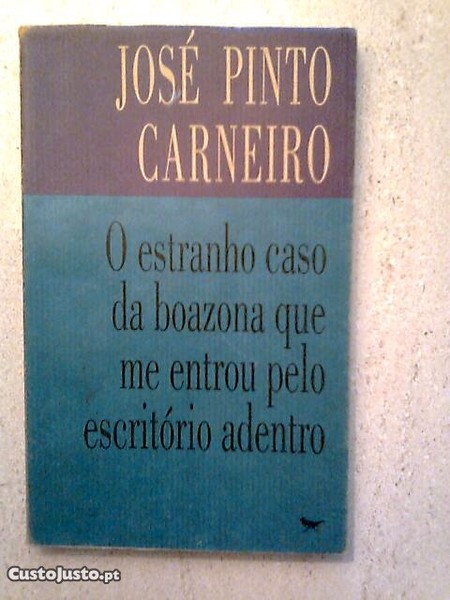 JOSÉ PINTO
CARNEIRO
O estranho caso
da boazona que
me entrou pelo
escritório adentro
CustoJusto.pt